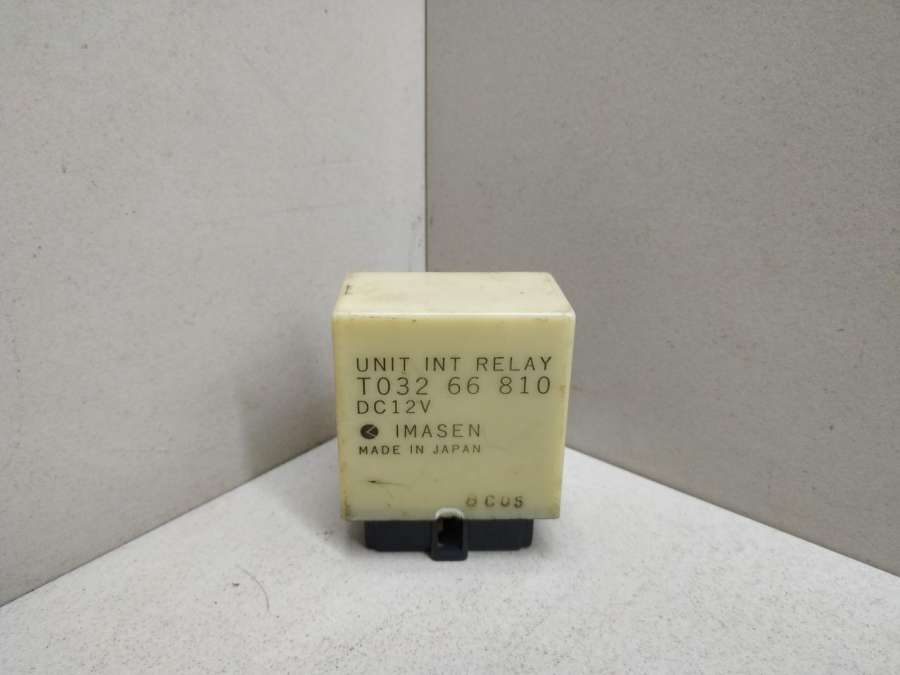 UNIT INT RELAY
T032 66 810
DC12V
IMASEN
MADE IN JAPAN
8C05